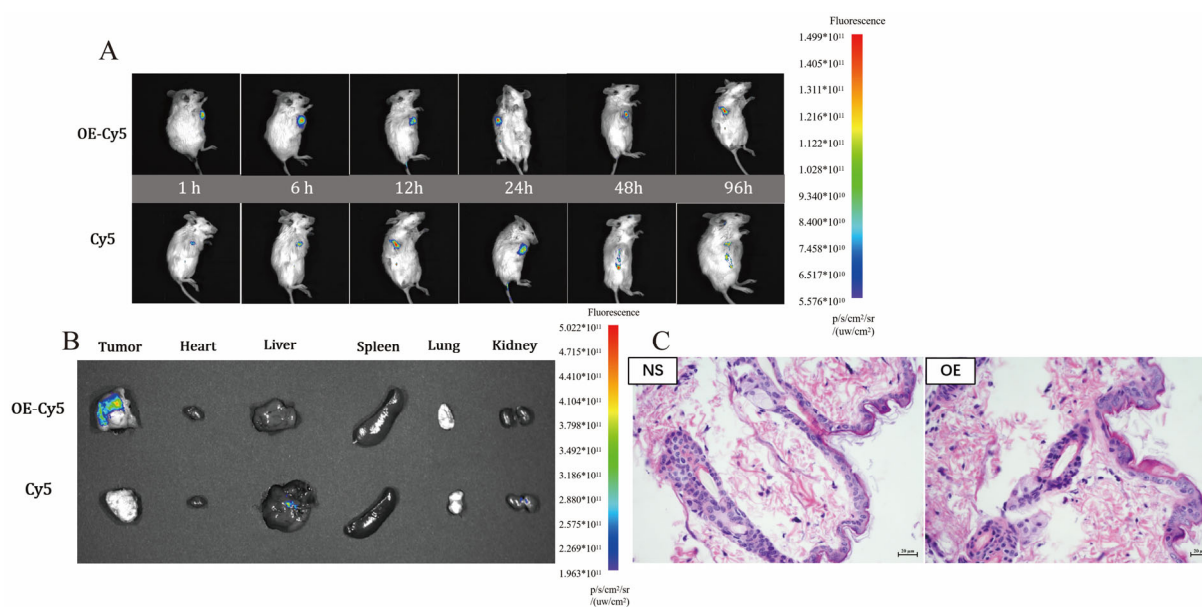 A
Fluorescence
OE-Cy5
1 h 6 h 12h 24h 48h 96h
Cy5
1.499*10¹¹
1.405*10¹¹
1.311*10¹¹
1.216*10¹¹
1.122*10¹¹
1.028*10¹¹
9.340*10¹⁰
8.400*10¹⁰
7.458*10¹⁰
6.517*10¹⁰
5.576*10¹⁰
p/s/cm²/sr
/(uw/cm²)
B
Tumor Heart Liver Spleen Lung Kidney
OE-Cy5
Cy5
Fluorescence
5.022*10¹¹
4.715*10¹¹
4.410*10¹¹
4.104*10¹¹
3.798*10¹¹
3.492*10¹¹
3.186*10¹¹
2.880*10¹¹
2.575*10¹¹
2.269*10¹¹
1.963*10¹¹
p/s/cm²/sr
/(uw/cm²)
C
NS
20 μm
OE
20 μm